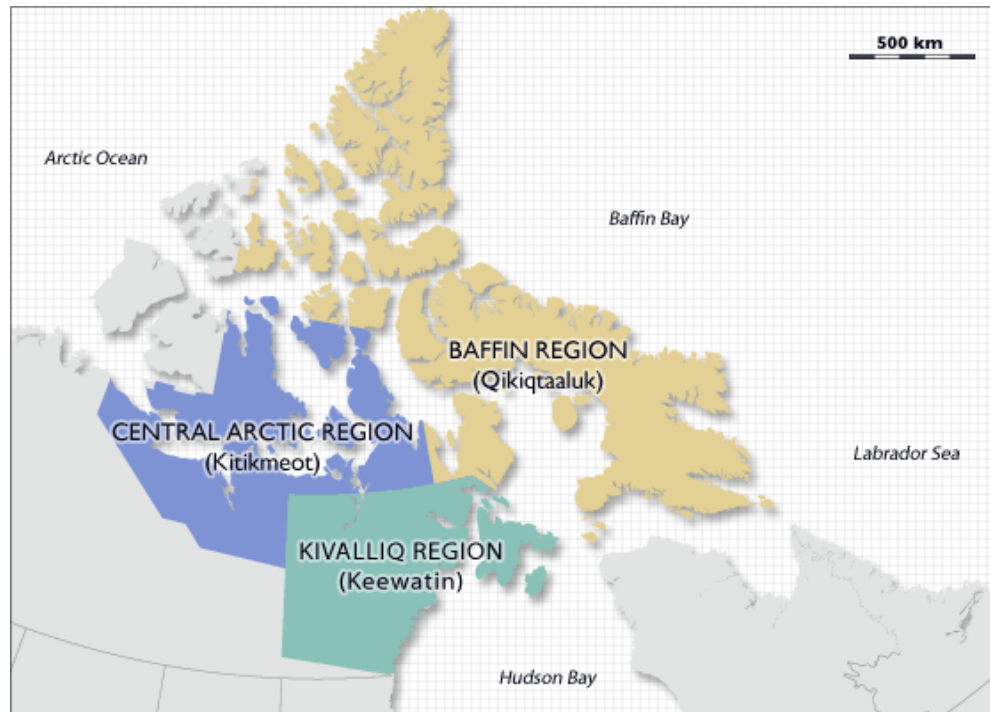 500 km
Arctic Ocean
Baffin Bay
BAFFIN REGION
(Qikiqtaaluk)
CENTRAL ARCTIC REGION
(Kitikmeot)
Labrador Sea
KIVALLIQ REGION
(Keewatin)
Hudson Bay